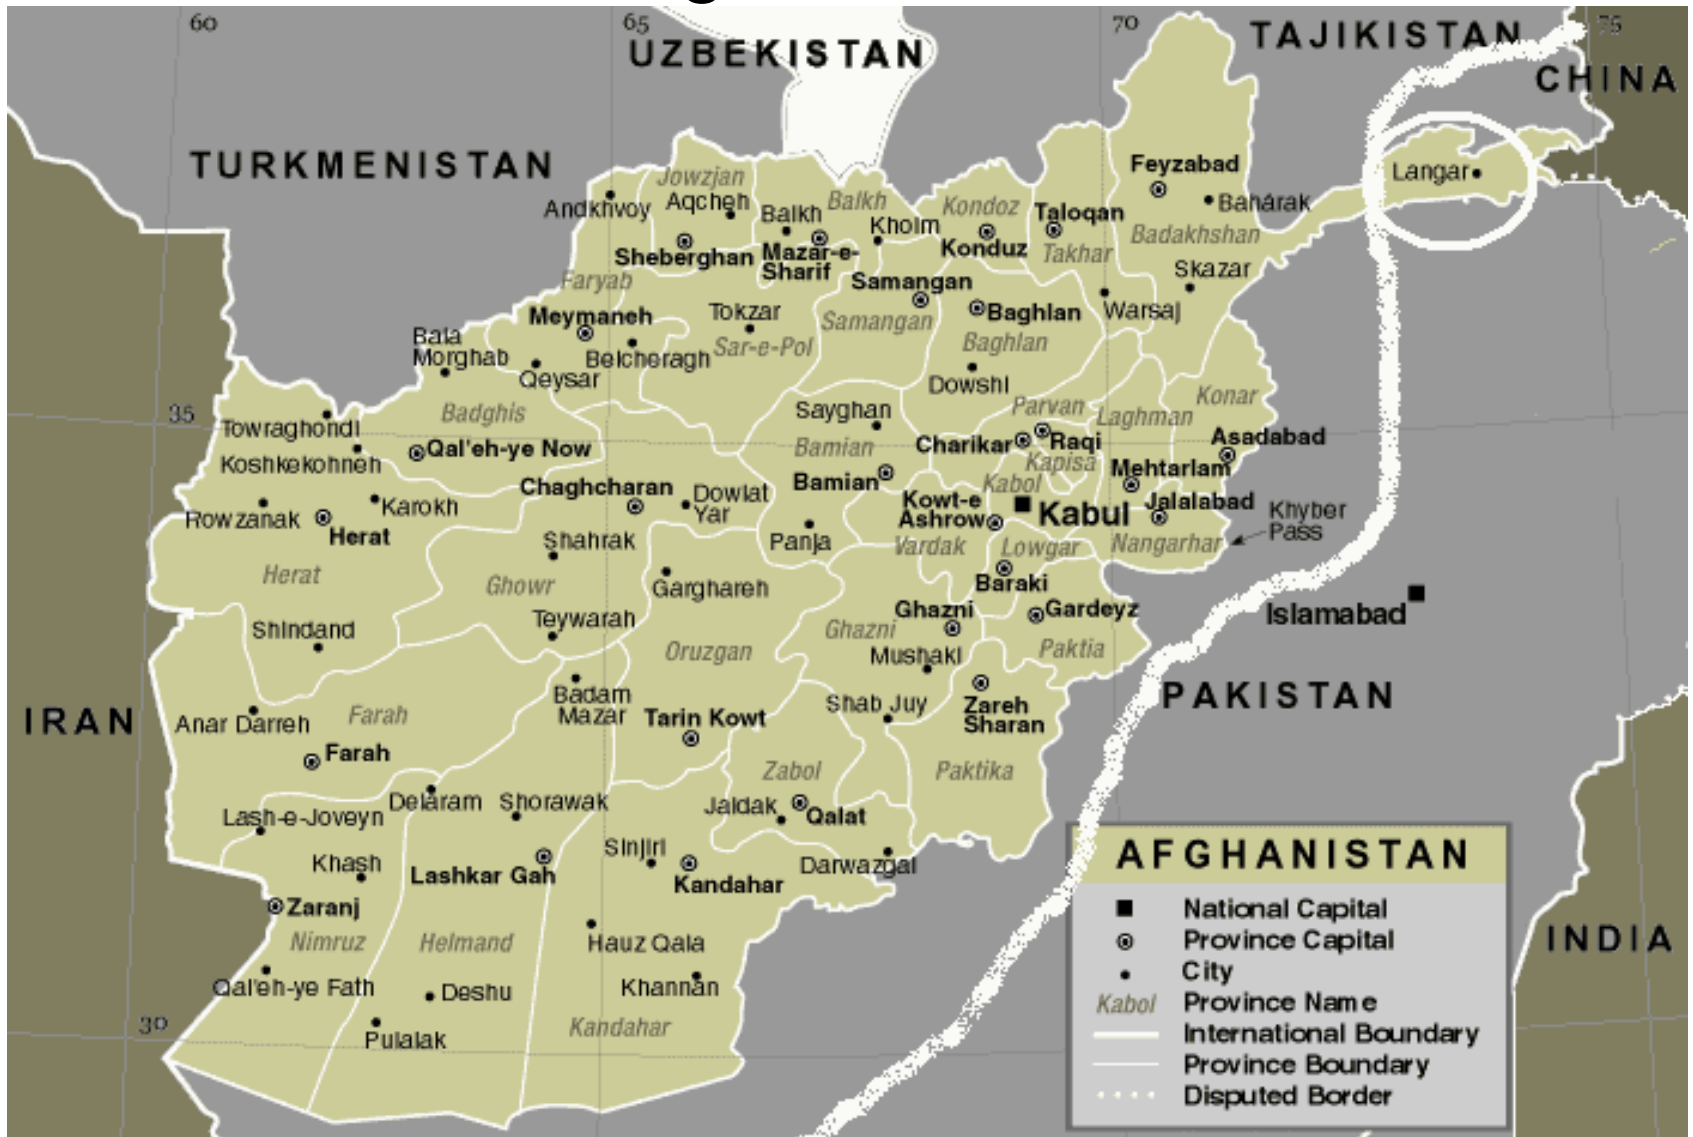 60
65
70
75
UZBEKISTAN
TAJIKISTAN
CHINA
TURKMENISTAN
Jowzjan
Andkhvoy
Aqcheh
Balkh
Balkh
Kholm
Kondoz
Taloqan
Feyzabad
Baharak
Langar
Sheberghan
Mazar-e-
Sharif
Konduz
Takhar
Badakhshan
Faryab
Samangan
Skazar
Meymaneh
Tokzar
Samangan
Baghlan
Warsaj
Bala
Morghab
Qeysar
Belcheragh
Sar-e-Pol
Baghlan
Dowshi
35
Towraghondi
Badghis
Sayghan
Parvan
Laghman
Konar
Koshkekohneh
Qal'eh-ye Now
Bamian
Charikar
Raqi
Kapisa
Asadabad
Mehtarlam
Chaghcharan
Dowlat
Yar
Bamian
Kabol
Rowzanak
Karokh
Herat
Kowt-e
Ashrow
Kabul
Jalalabad
Khyber
Pass
Shahrak
Panja
Vardak
Lowgar
Nangarhar
Herat
Ghowr
Garghareh
Baraki
Islamabad
Shindand
Teywarah
Ghazni
Gardeyz
Oruzgan
Ghazni
Mushaki
Paktia
PAKISTAN
IRAN
Anar Darreh
Farah
Badam
Mazar
Tarin Kowt
Shab Juy
Zareh
Sharan
Farah
Zabol
Paktika
Delaram
Shorawak
Jaldak
Qalat
Lash-e-Joveyn
Khash
Lashkar Gah
Sinjiri
Kandahar
Darwazgai
Zaranj
Nimruz
Helmand
Hauz Qala
INDIA
Qal'eh-ye Fath
Deshu
Khannan
30
Pulalak
Kandahar
AFGHANISTAN
National Capital
Province Capital
City
Kabol Province Name
International Boundary
Province Boundary
Disputed Border